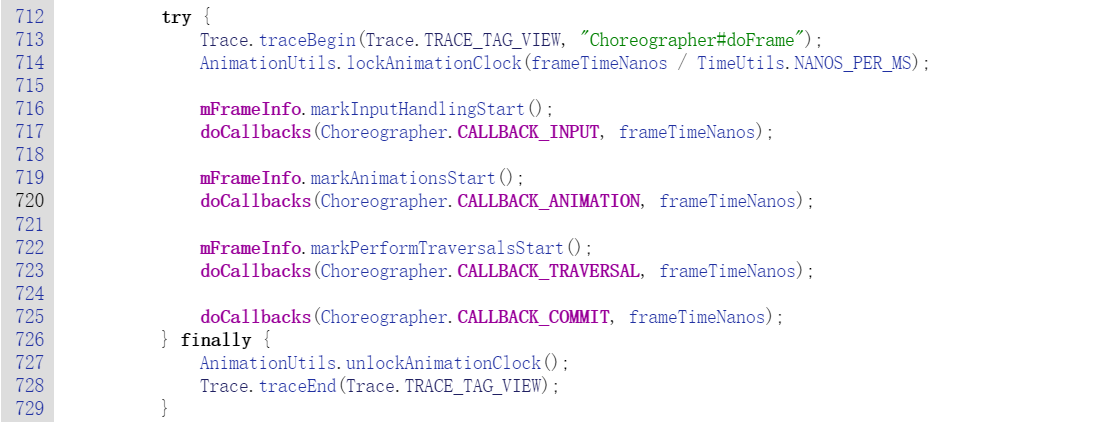 712 try {
713 Trace.traceBegin(Trace.TRACE_TAG_VIEW, "Choreographer#doFrame");
714 AnimationUtils.lockAnimationClock(frameTimeNanos / TimeUtils.NANOS_PER_MS);
715
716 mFrameInfo.markInputHandlingStart();
717 doCallbacks(Choreographer.CALLBACK_INPUT, frameTimeNanos);
718
719 mFrameInfo.markAnimationsStart();
720 doCallbacks(Choreographer.CALLBACK_ANIMATION, frameTimeNanos);
721
722 mFrameInfo.markPerformTraversalsStart();
723 doCallbacks(Choreographer.CALLBACK_TRAVERSAL, frameTimeNanos);
724
725 doCallbacks(Choreographer.CALLBACK_COMMIT, frameTimeNanos);
726 } finally {
727 AnimationUtils.unlockAnimationClock();
728 Trace.traceEnd(Trace.TRACE_TAG_VIEW);
729 }